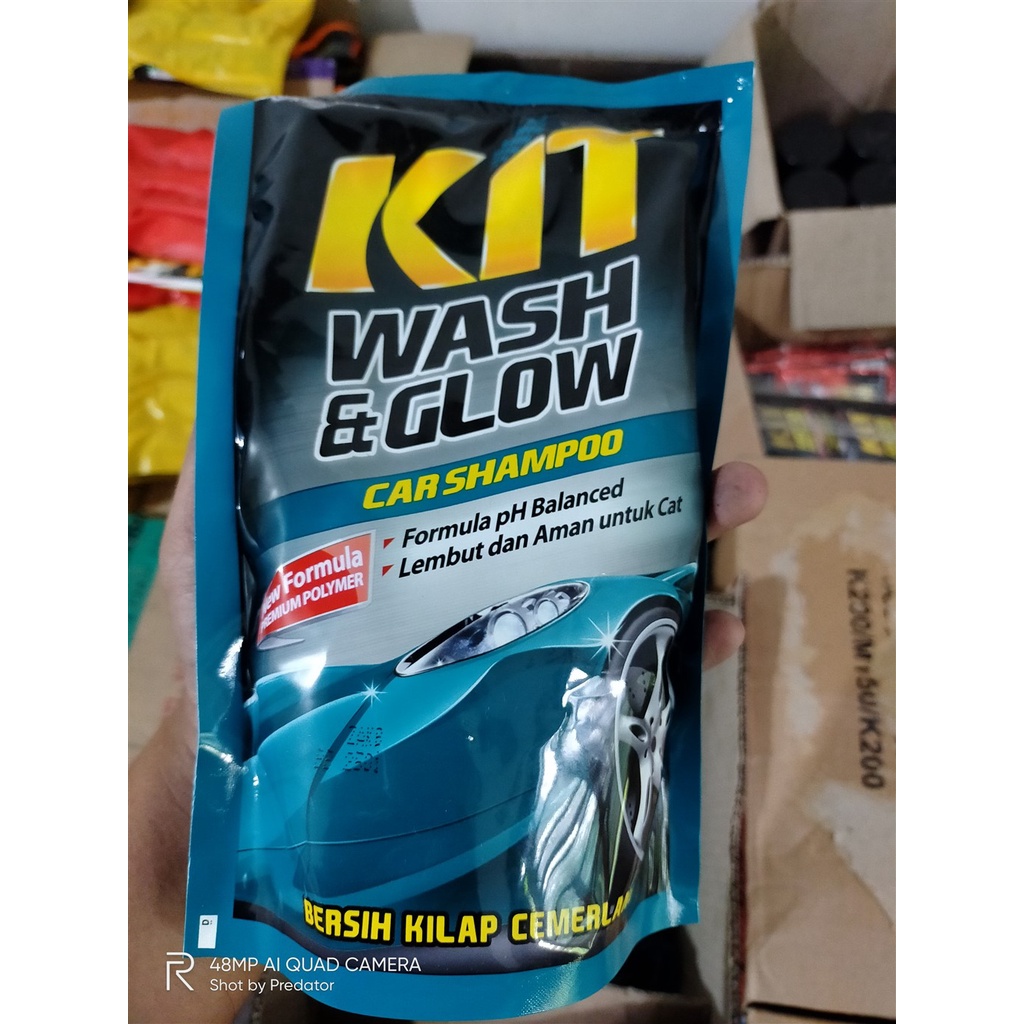 KIT
WASH
& GLOW
CAR SHAMPOO
Formula pH Balanced
Lembut dan Aman untuk Cat
New Formula
PREMIUM POLYMER
BERSIH KILAP
D
48MP AI QUAD CAMERA
Shot by Predator